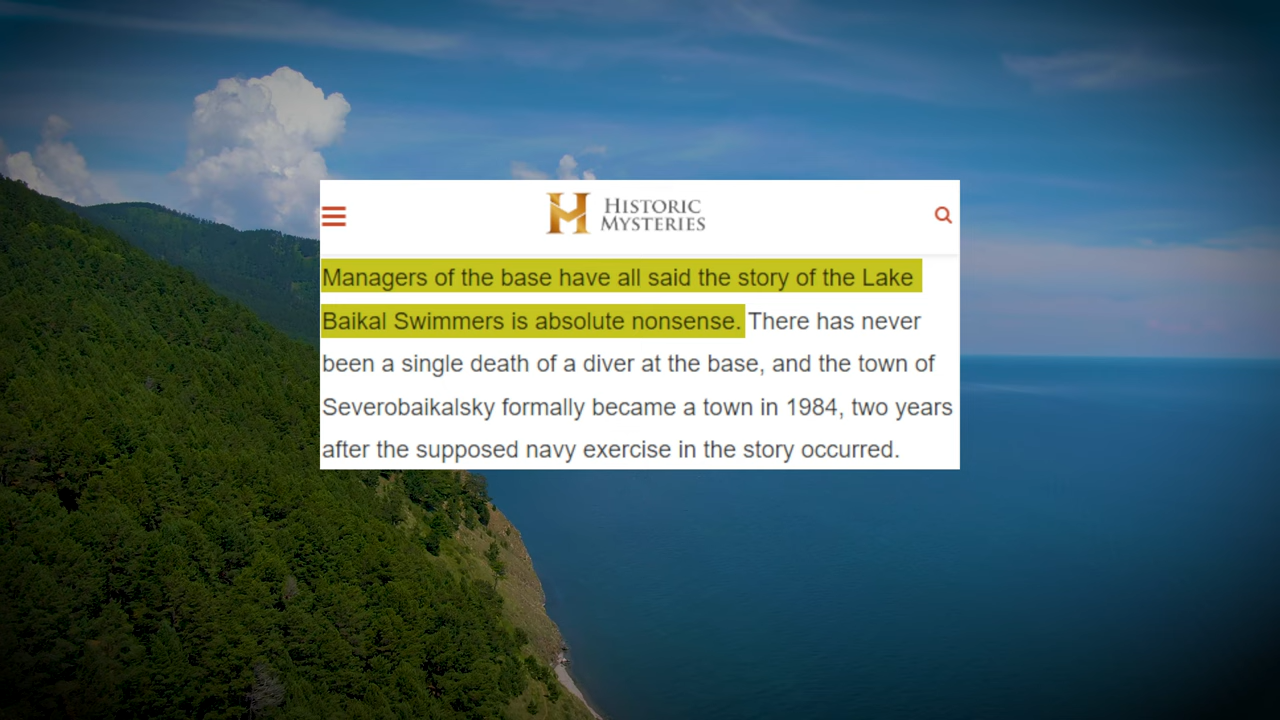 HISTORIC
MYSTERIES
Managers of the base have all said the story of the Lake
Baikal Swimmers is absolute nonsense. There has never
been a single death of a diver at the base, and the town of
Severobaikalsky formally became a town in 1984, two years
after the supposed navy exercise in the story occurred.